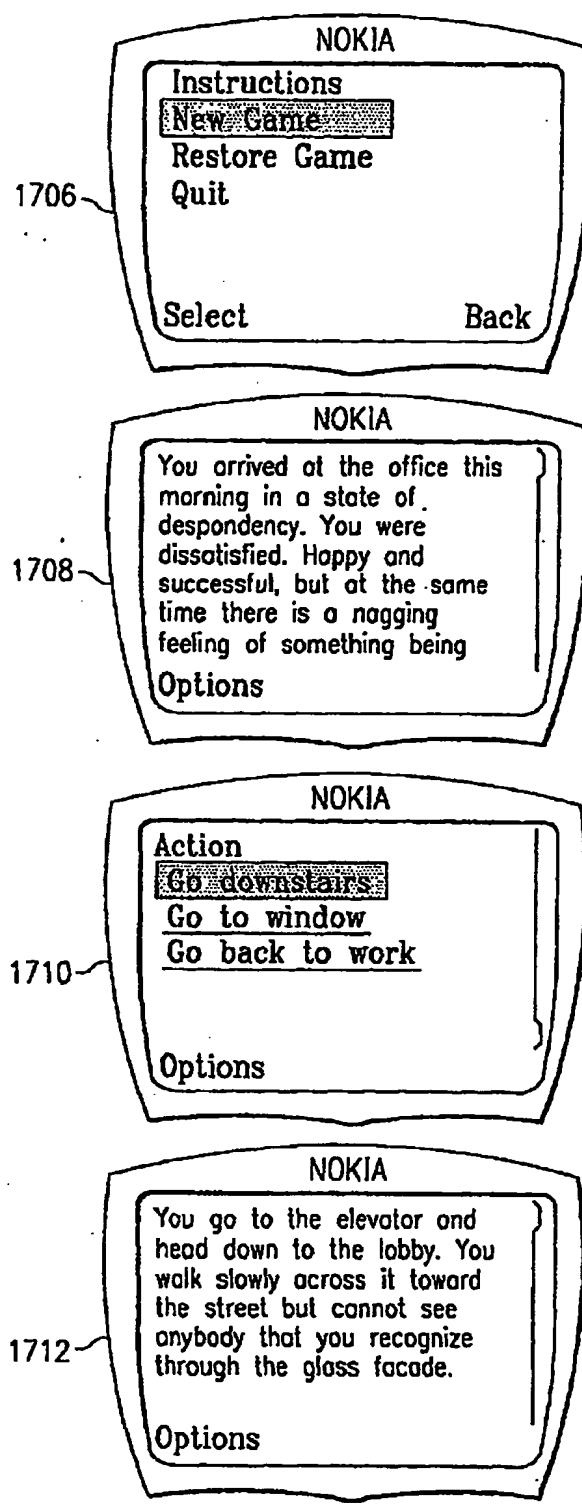 NOKIA
Instructions
New Game
Restore Game
Quit
1706
Select Back
NOKIA
You arrived at the office this
morning in a state of
despondency. You were
dissatisfied. Happy and
successful, but at the same
time there is a nagging
feeling of something being
1708
Options
NOKIA
Action
Go downstairs
Go to window
Go back to work
1710
Options
NOKIA
You go to the elevator and
head down to the lobby. You
walk slowly across it toward
the street but cannot see
anybody that you recognize
through the glass facade.
1712
Options